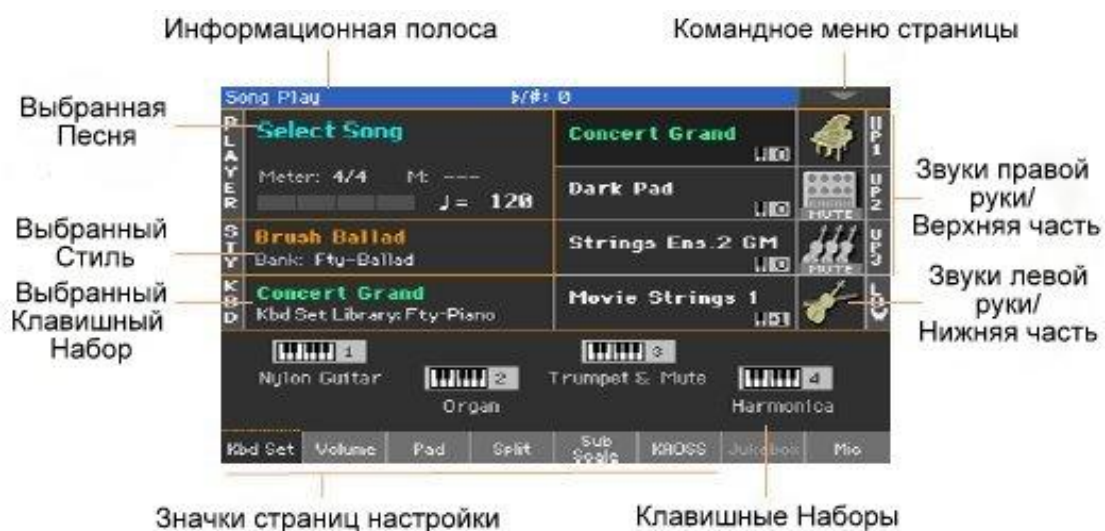 Информационная полоса
Командное меню страницы
Выбранная
Песня
Выбранный
Стиль
Выбранный
Клавишный
Набор
Song Play
♭/#: 0
PLAYER
Select Song
Meter: 4/4
M: ---
♩= 120
STY
Brush Ballad
Bank: Fty-Ballad
KBD
Concert Grand
Kbd Set Library: Fty-Piano
Concert Grand
UP1
Dark Pad
MUTE
UP2
Strings Ens.2 GM
MUTE
UP3
Movie Strings 1
LOW
Звуки правой
руки/
Верхняя часть
Звуки левой
руки/
Нижняя часть
1
Nylon Guitar
2
Organ
3
Trumpet & Mute
4
Harmonica
Kbd Set
Volume
Pad
Split
Sub
Scale
KAOSS
Jukebox
Mic
Значки страниц настройки
Клавишные Наборы